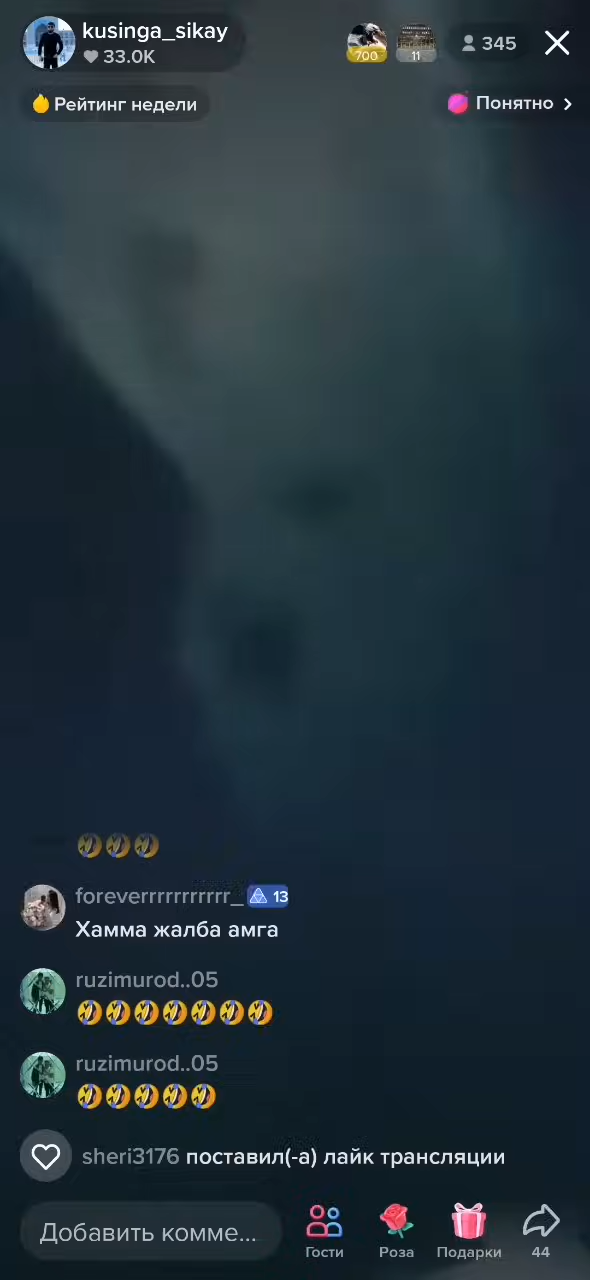 kusinga_sikay
33.0K
700
11
345
Рейтинг недели
Понятно
foreverrrrrrrrrrr_ 13
Хамма жалба амга
ruzimurod..05
ruzimurod..05
sheri3176 поставил(-а) лайк трансляции
Добавить комме...
Гости
Роза
Подарки
44